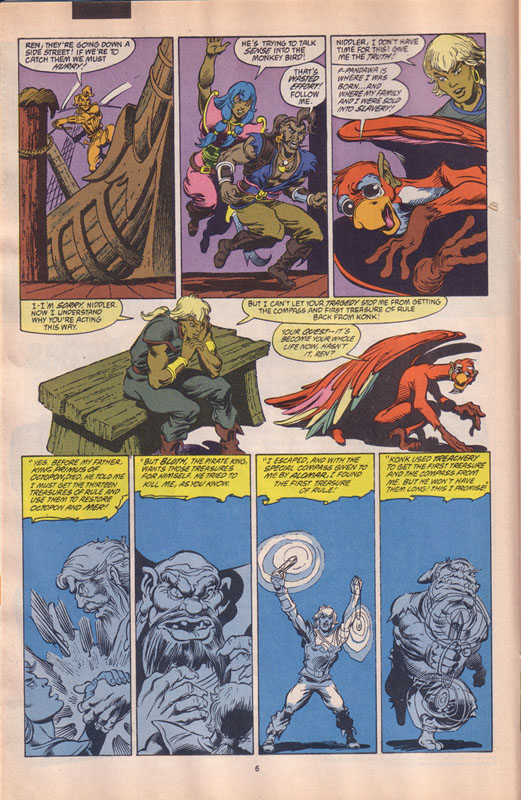 REN, THEY'RE GOING DOWN A
SIDE STREET! IF WE'RE TO
CATCH THEM WE MUST
HURRY!
HE'S TRYING TO TALK
SENSE INTO THE
MONKEY BIRD!
THAT'S
WASTED
EFFORT!
FOLLOW
ME.
NIDDLER, I DON'T HAVE
TIME FOR THIS! GIVE
ME THE TRUTH!
P-PANDAWA
IS WHERE I WAS
BORN...AND
WHERE MY FAMILY
AND I WERE SOLD
INTO SLAVERY!
I-I'M SORRY, NIDDLER.
NOW I UNDERSTAND
WHY YOU'RE ACTING
THIS WAY.
BUT I CAN'T LET YOUR TRAGEDY STOP ME FROM GETTING
THE COMPASS AND FIRST TREASURE OF RULE
BACK FROM KONK!
YOUR QUEST--IT'S
BECOME YOUR WHOLE
LIFE NOW, HASN'T
IT, REN?
"YES. BEFORE MY FATHER,
KING PRIMUS OF
OCTOPON, DIED, HE TOLD ME
I MUST GET THE THIRTEEN
TREASURES OF RULE AND USE
THEM TO RESTORE
OCTOPON AND MER!
"BUT BLOTH, THE PIRATE KING,
WANTS THOSE TREASURES
FOR HIMSELF. HE TRIED TO
KILL ME, AS YOU KNOW.
"I ESCAPED, AND WITH THE
SPECIAL COMPASS GIVEN TO
ME BY ALOMAR, I FOUND
THE FIRST TREASURE
OF RULE!
"KONK USED TREACHERY
TO GET THE FIRST TREASURE
AND THE COMPASS FROM
ME. BUT HE WON'T HAVE
THEM LONG! THIS I PROMISE!
6